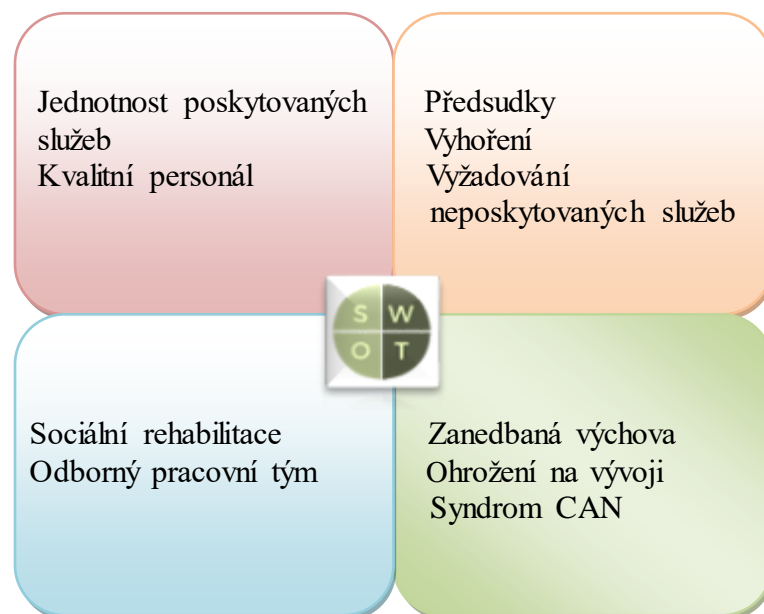 Jednotnost poskytovaných
služeb
Kvalitní personál
Předsudky
Vyhoření
Vyžadování
neposkytovaných služeb
S W
O T
Sociální rehabilitace
Odborný pracovní tým
Zanedbaná výchova
Ohrožení na vývoji
Syndrom CAN